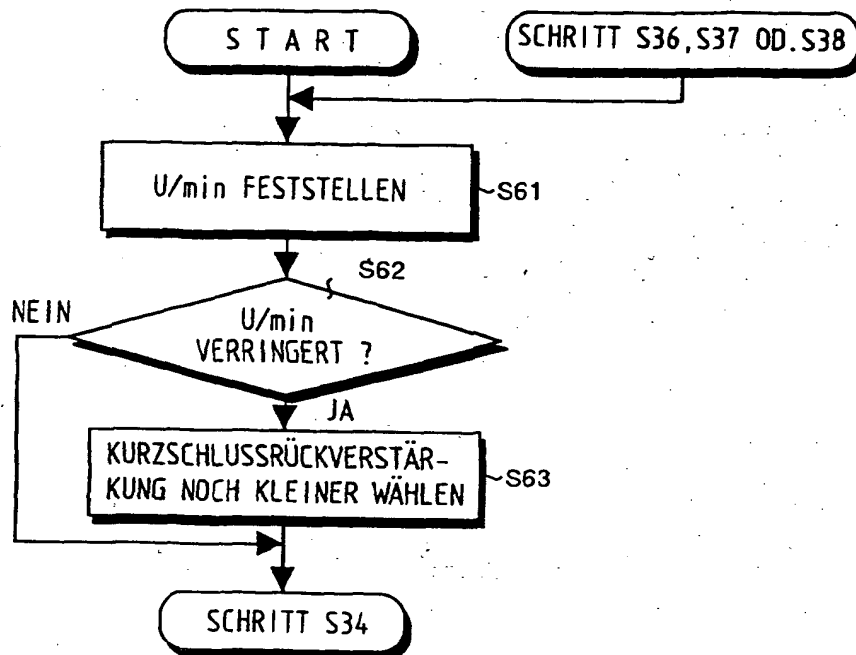 START
SCHRITT S36,S37 OD.S38
U/min FESTSTELLEN
S61
S62
NEIN
U/min
VERRINGERT ?
JA
KURZSCHLUSSRÜCKVERSTÄR-
KUNG NOCH KLEINER WÄHLEN
S63
SCHRITT S34